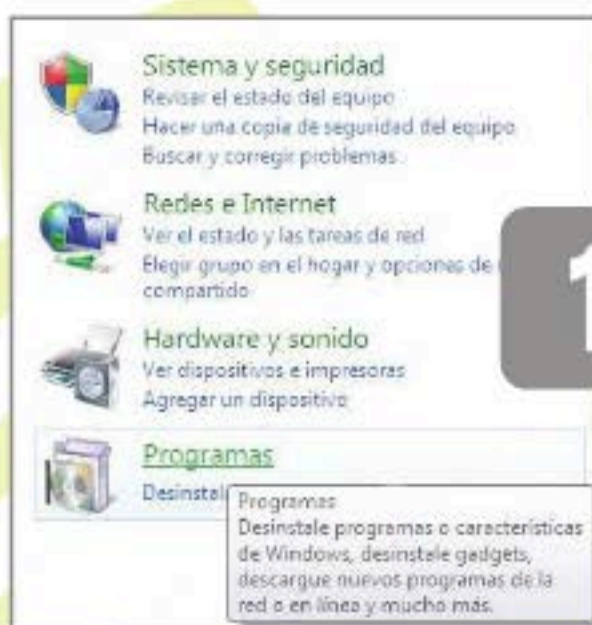 Sistema y seguridad
Revisar el estado del equipo
Hacer una copia de seguridad del equipo
Buscar y corregir problemas
Redes e Internet
Ver el estado y las tareas de red
Elegir grupo en el hogar y opciones de
compartido
1
Hardware y sonido
Ver dispositivos e impresoras
Agregar un dispositivo
Programas
Programas
Desinstale programas o características
de Windows, desinstale gadgets,
descargue nuevos programas de la
red o en línea y mucho más.